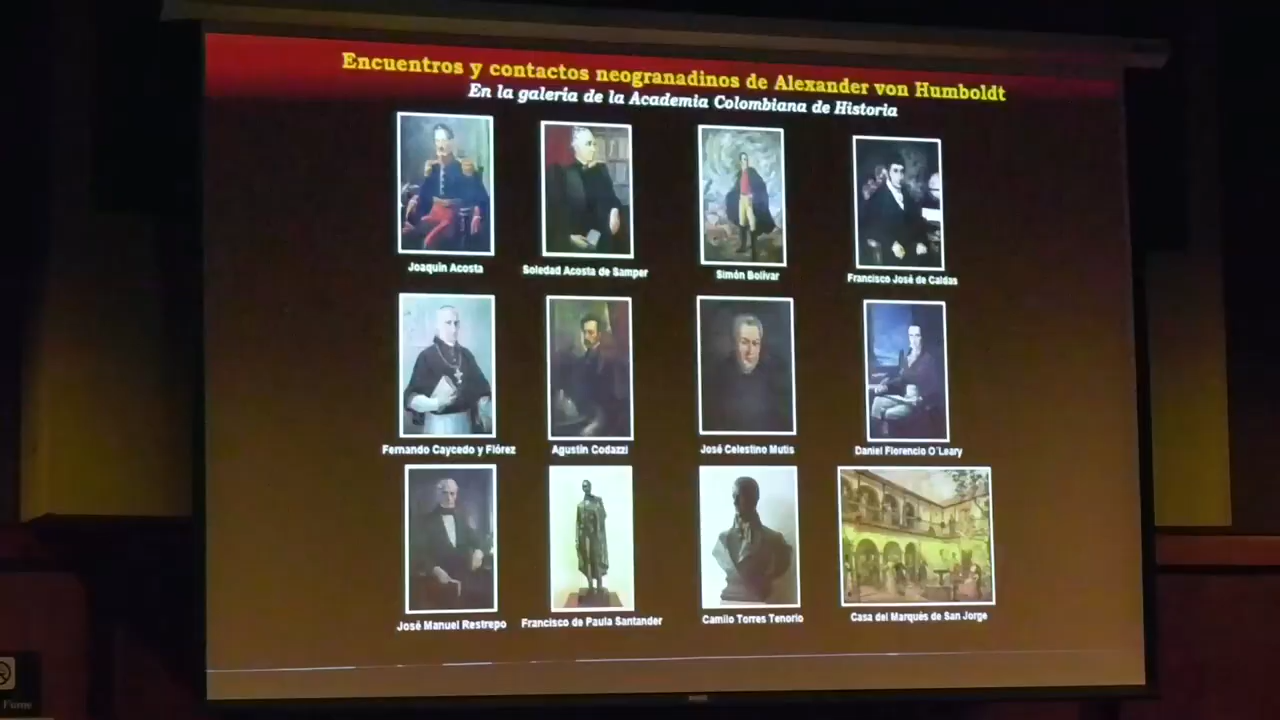 Encuentros y contactos neogranadinos de Alexander von Humboldt
En la galeria de la Academia Colombiana de Historia
Joaquín Acosta
Soledad Acosta de Samper
Simón Bolívar
Francisco José de Caldas
Fernando Caycedo y Flórez
Agustín Codazzi
José Celestino Mutis
Daniel Florencio O´Leary
José Manuel Restrepo
Francisco de Paula Santander
Camilo Torres Tenorio
Casa del Marqués de San Jorge
Fume